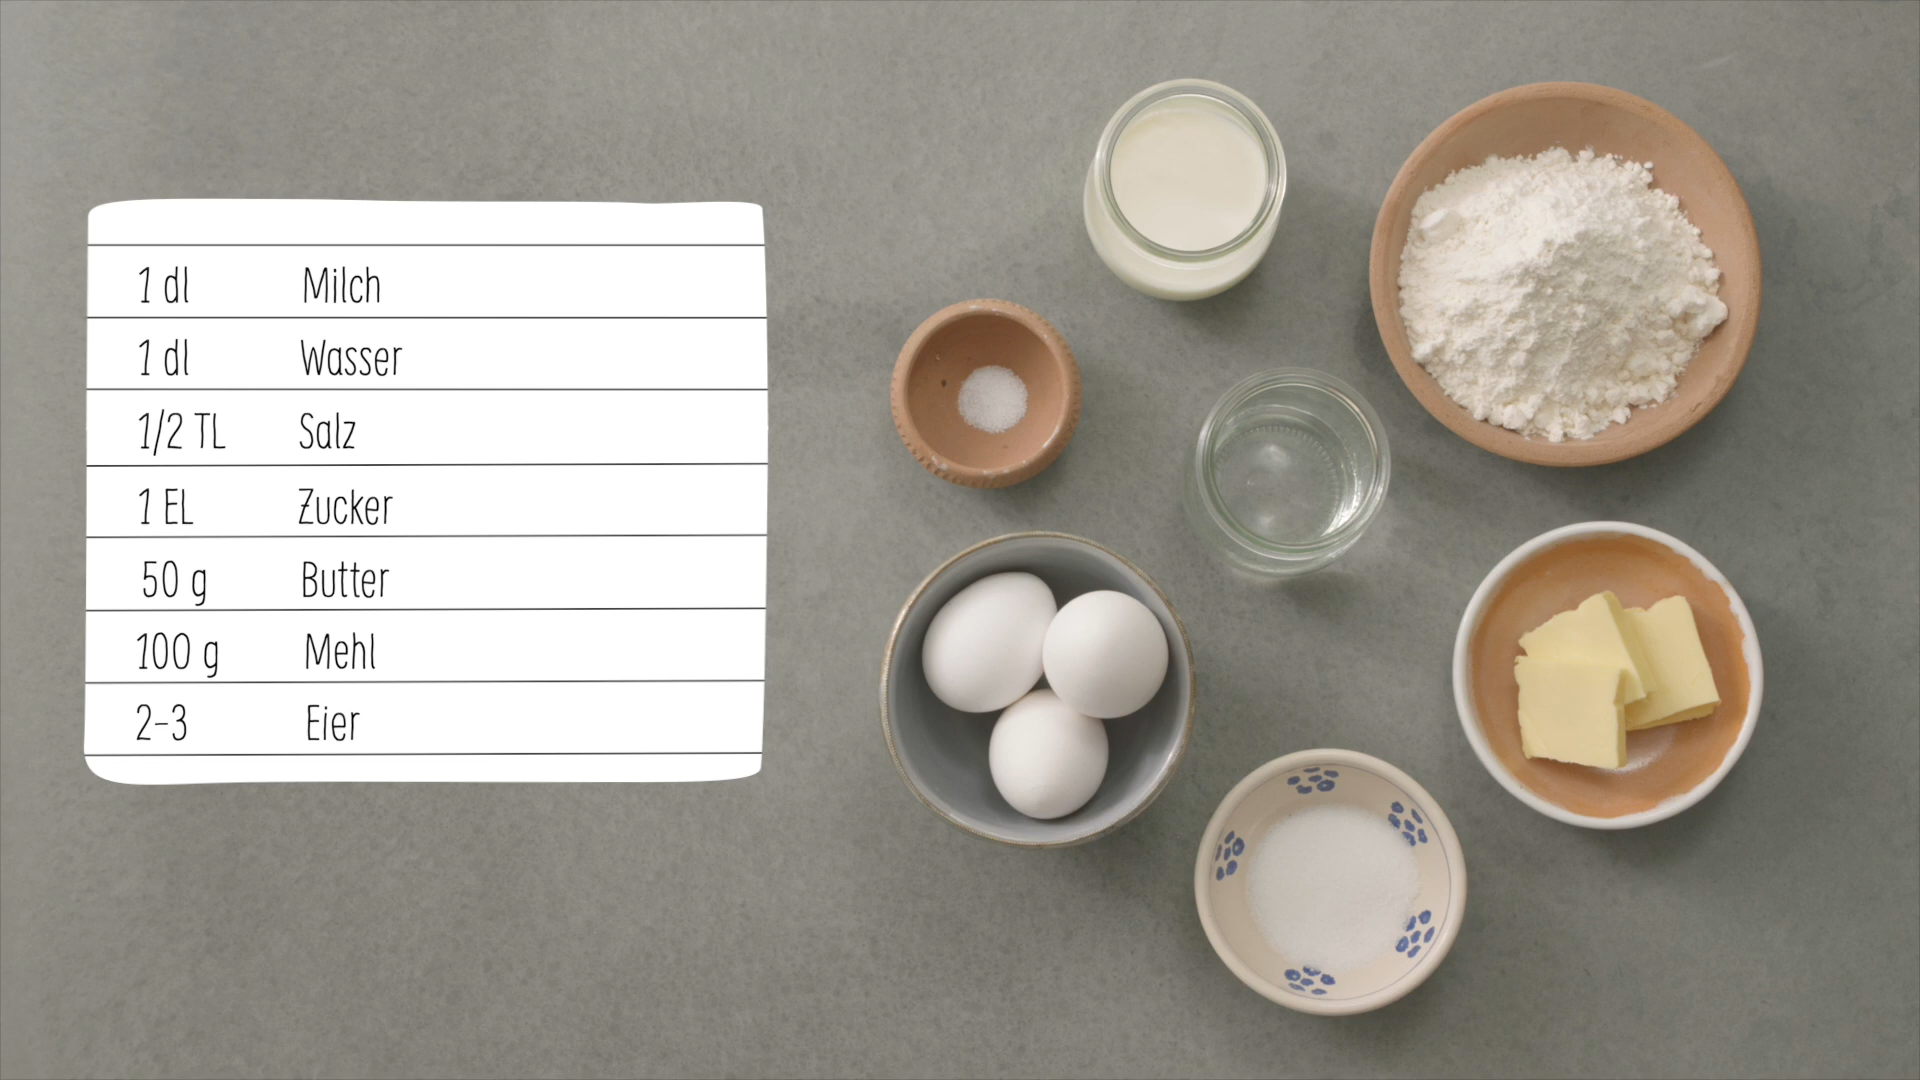 1 dl Milch
1 dl Wasser
1/2 TL Salz
1 EL Zucker
50 g Butter
100 g Mehl
2-3 Eier